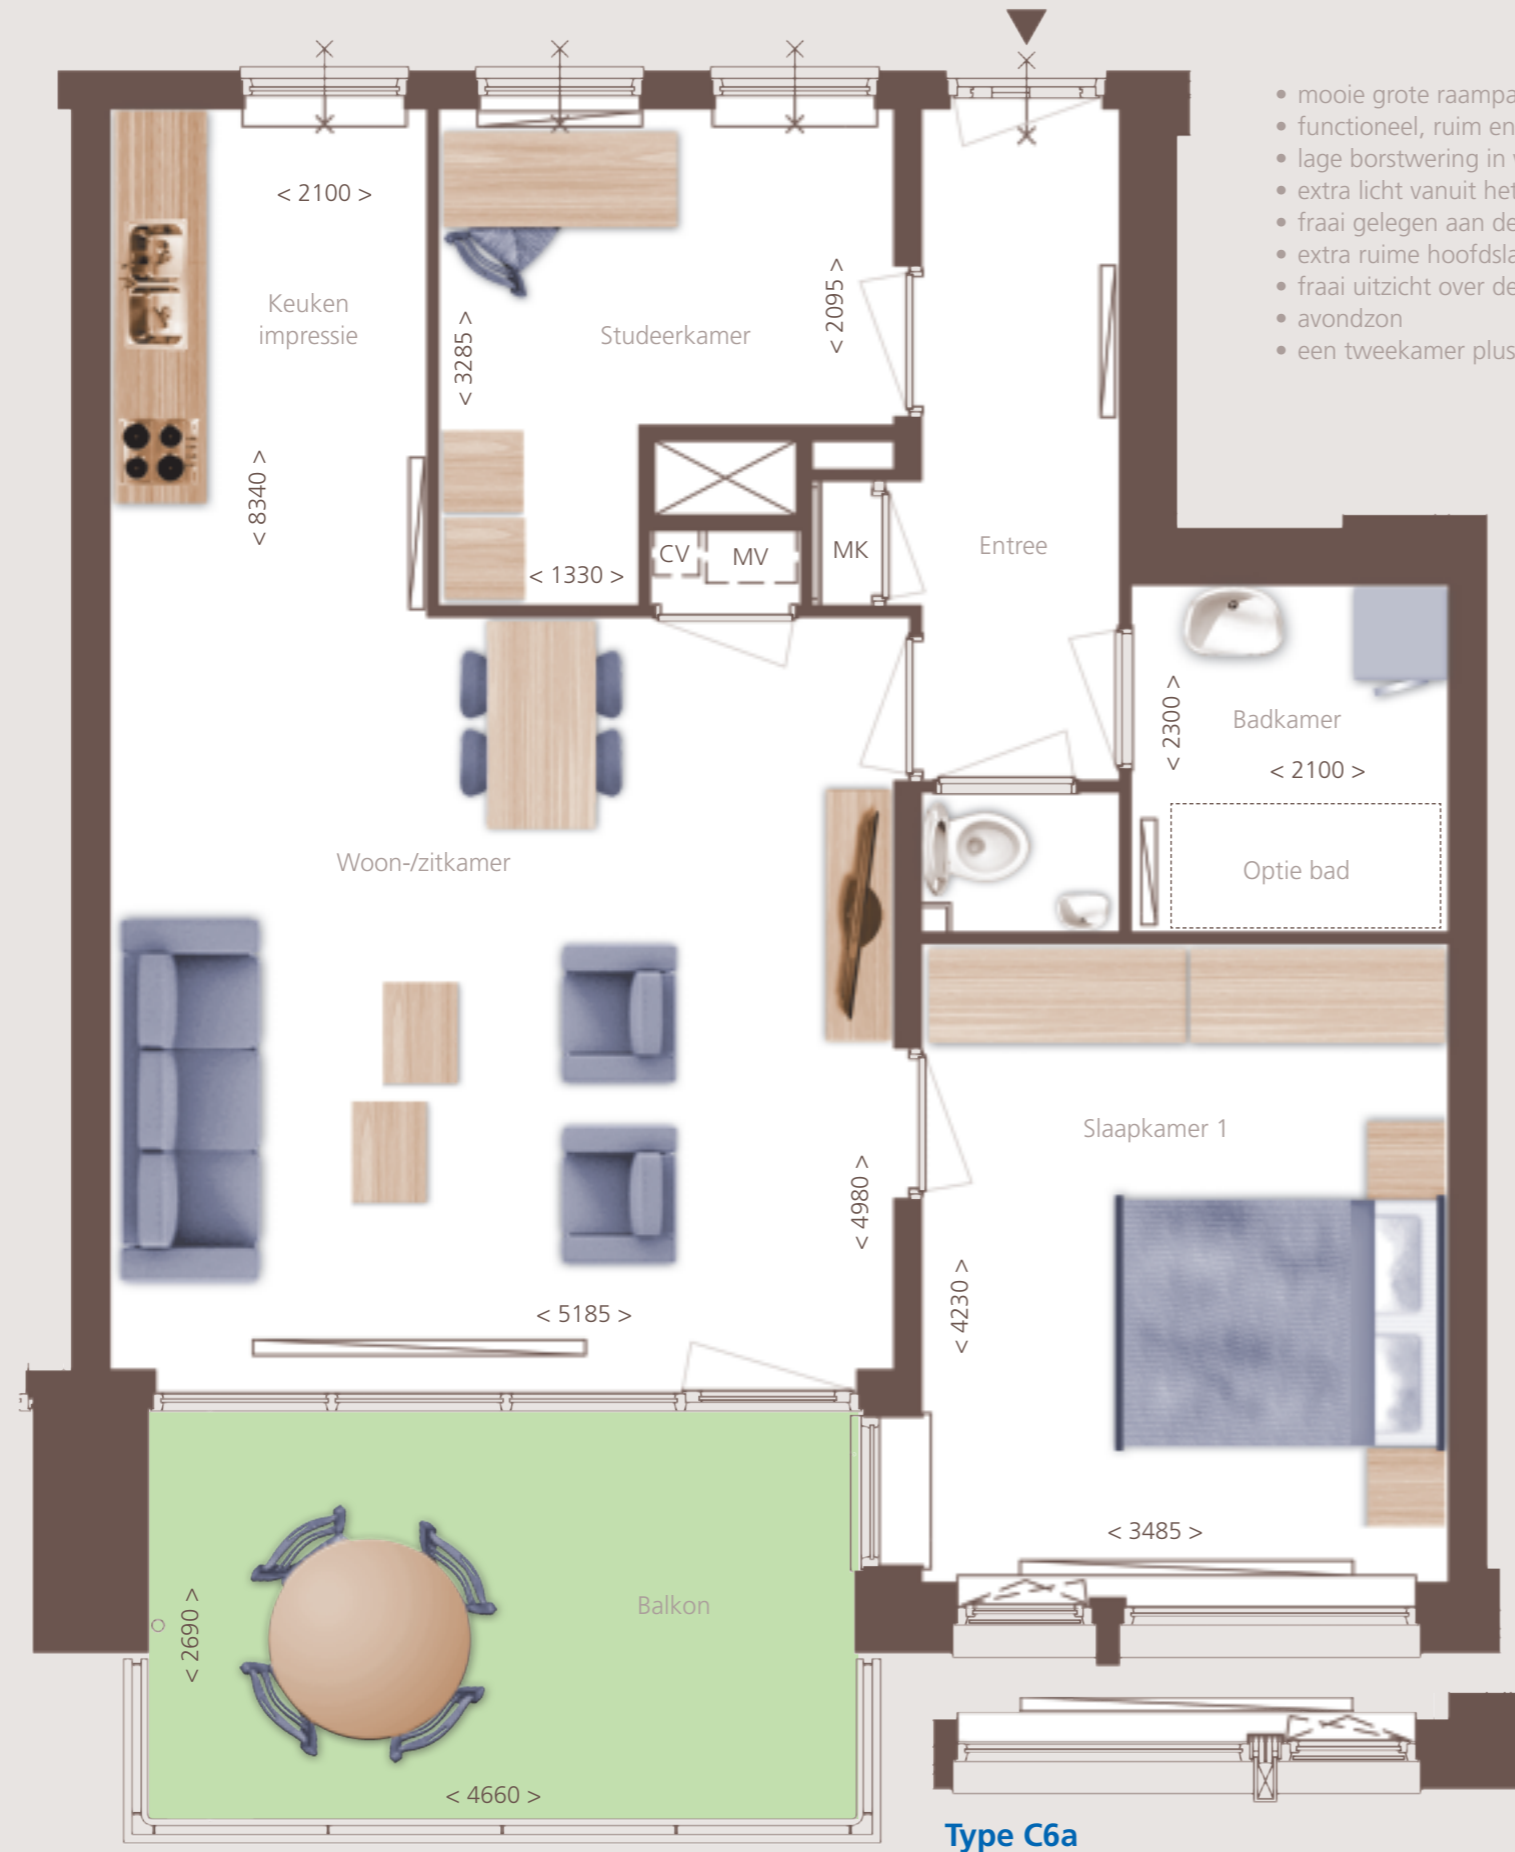 • mooie grote raampa
• functioneel, ruim en
• lage borstwering in
• extra licht vanuit het
• fraai gelegen aan de
• extra ruime hoofdsla
• fraai uitzicht over de
• avondzon
• een tweekamer plus
< 2100 >
Keuken
impressie
< 8340 >
< 3285 >
Studeerkamer
< 2095 >
< 1330 >
CV
MV
MK
Entree
< 2300 >
Badkamer
< 2100 >
Optie bad
Woon-/zitkamer
< 4980 >
< 5185 >
Slaapkamer 1
< 4230 >
< 3485 >
Balkon
< 2690 >
< 4660 >
Type C6a